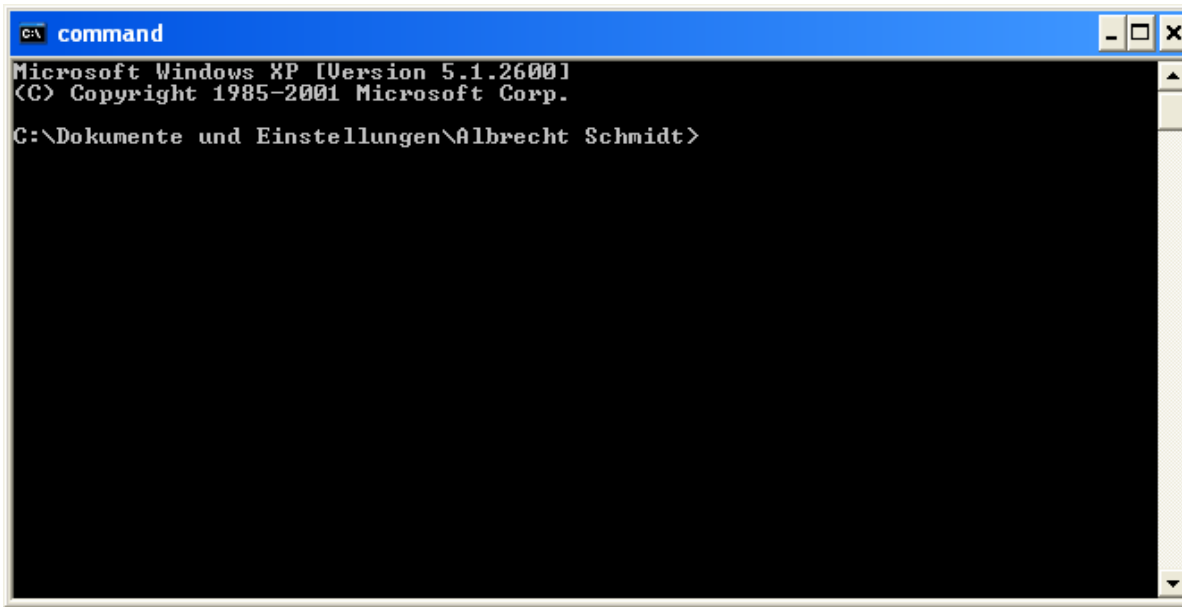 command
Microsoft Windows XP [Version 5.1.2600]
(C) Copyright 1985-2001 Microsoft Corp.
C:\Dokumente und Einstellungen\Albrecht Schmidt>